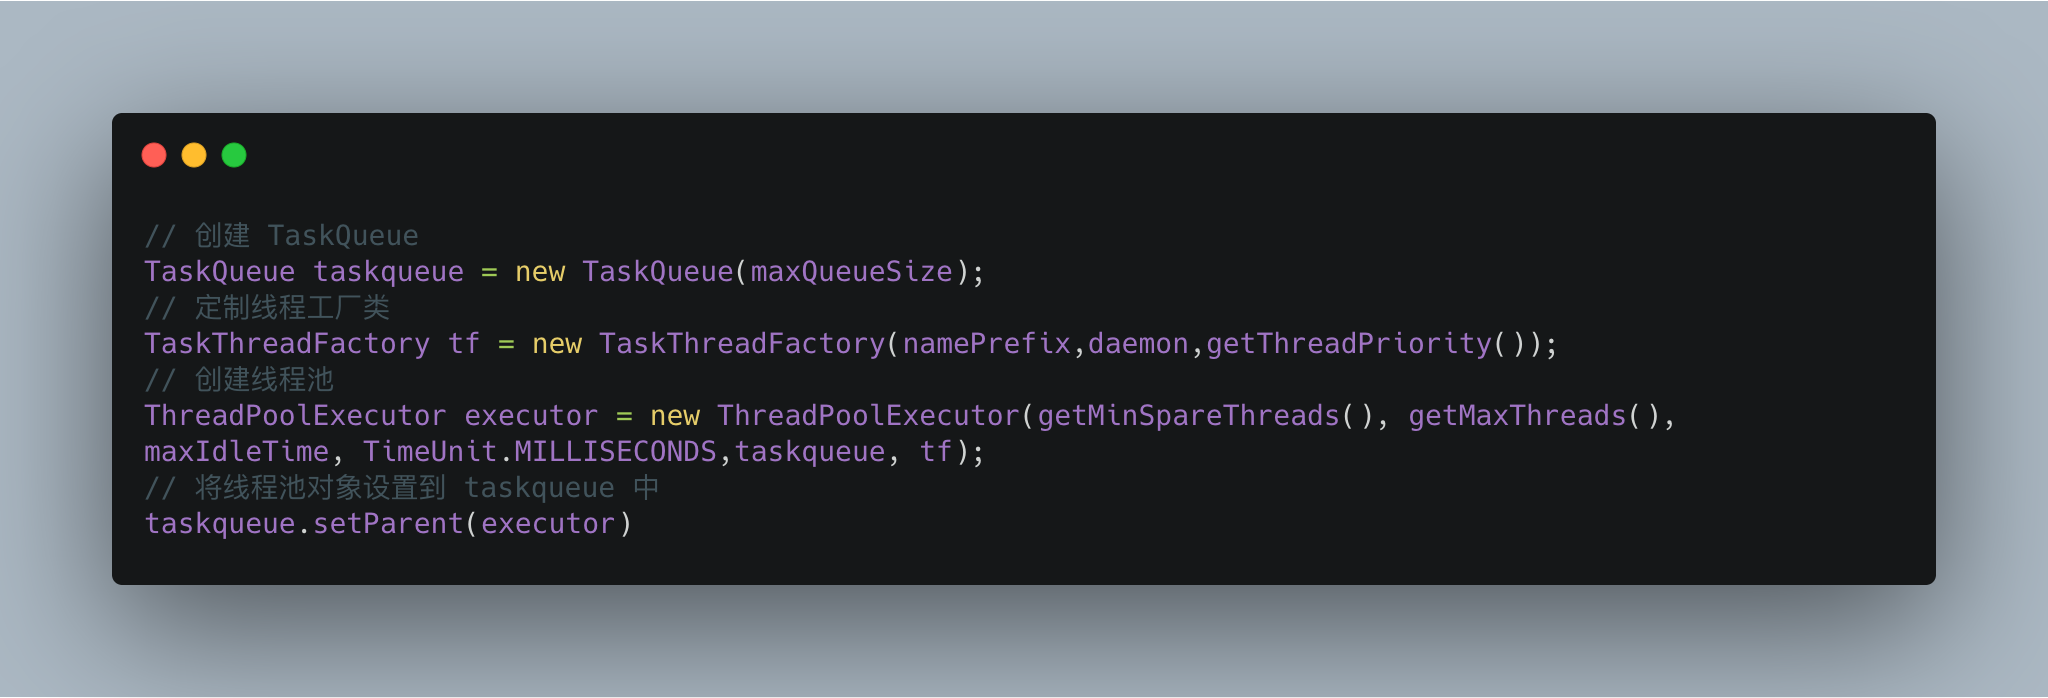 // 创建 TaskQueue
TaskQueue taskqueue = new TaskQueue(maxQueueSize);
// 定制线程工厂类
TaskThreadFactory tf = new TaskThreadFactory(namePrefix,daemon,getThreadPriority());
// 创建线程池
ThreadPoolExecutor executor = new ThreadPoolExecutor(getMinSpareThreads(), getMaxThreads(),
maxIdleTime, TimeUnit.MILLISECONDS,taskqueue, tf);
// 将线程池对象设置到 taskqueue 中
taskqueue.setParent(executor)